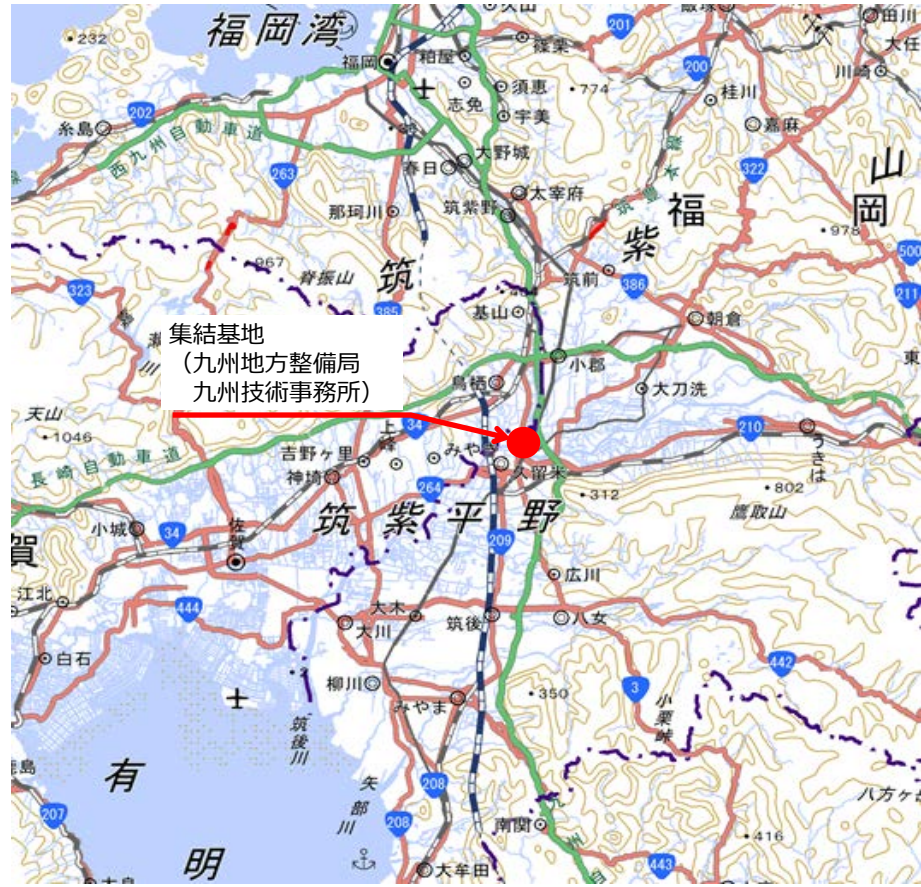 福岡湾
久山
飯塚
田川
232
201
篠栗
大任
福岡
粕屋
200
川崎
須恵
774
桂川
志免
宇美
202
糸島
西九州自動車道
嘉麻
大野城
春日
263
322
山
太宰府
那珂川
筑紫野
福
岡
紫
978
筑
500
967
筑前
脊振山
386
211
323
385
基山
朝倉
集結基地
(九州地方整備局
九州技術事務所)
小郡
東
鳥栖
大刀洗
天山
1046
上峰
34
210
うきは
長崎自動車道
吉野ヶ里
みやき
久留米
神埼
264
312
802
鷹取山
小城
34
佐賀
筑紫平野
209
賀
広川
江北
444
大木
大川
筑後
八女
白石
442
柳川
350
3
みやま
小栗峠
筑後川
有
矢部川
208
八方ヶ
207
208
南関
416
明
443
大牟田